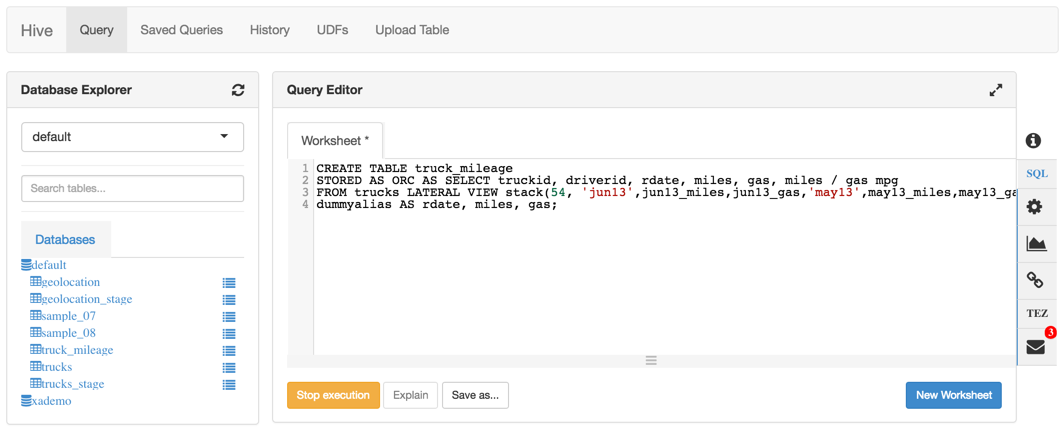 Hive Query Saved Queries History UDFs Upload Table
Database Explorer
default
Search tables...
Databases
default
geolocation
geolocation_stage
sample_07
sample_08
truck_mileage
trucks
trucks_stage
xademo
Query Editor
Worksheet *
1 CREATE TABLE truck_mileage
2 STORED AS ORC AS SELECT truckid, driverid, rdate, miles, gas, miles / gas mpg
3 FROM trucks LATERAL VIEW stack(54, 'jun13',jun13_miles,jun13_gas,'may13',may13_miles,may13_ga
4 dummyalias AS rdate, miles, gas;
Stop execution Explain Save as... New Worksheet
SQL
TEZ
3